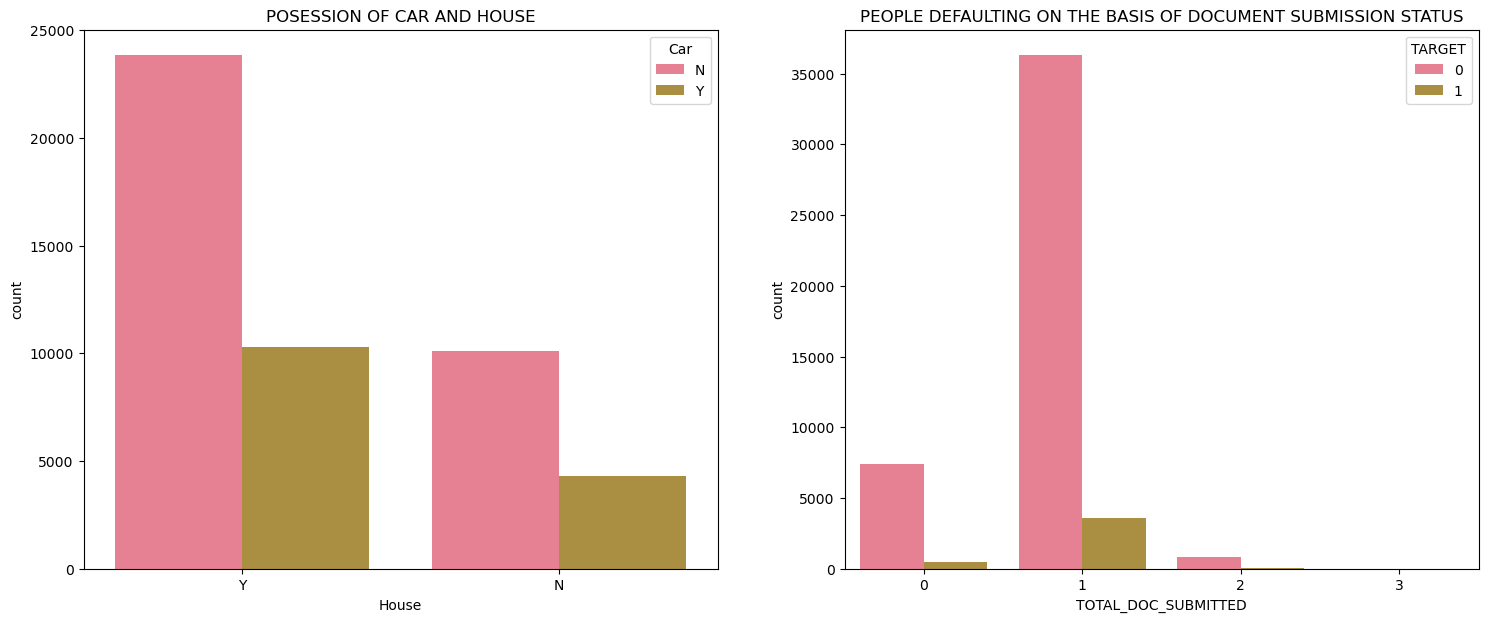 POSESSION OF CAR AND HOUSE
25000
20000
15000
10000
5000
0
count
Y
N
House
Car
N
Y
PEOPLE DEFAULTING ON THE BASIS OF DOCUMENT SUBMISSION STATUS
35000
30000
25000
20000
15000
10000
5000
0
count
0
1
2
3
TOTAL_DOC_SUBMITTED
TARGET
0
1